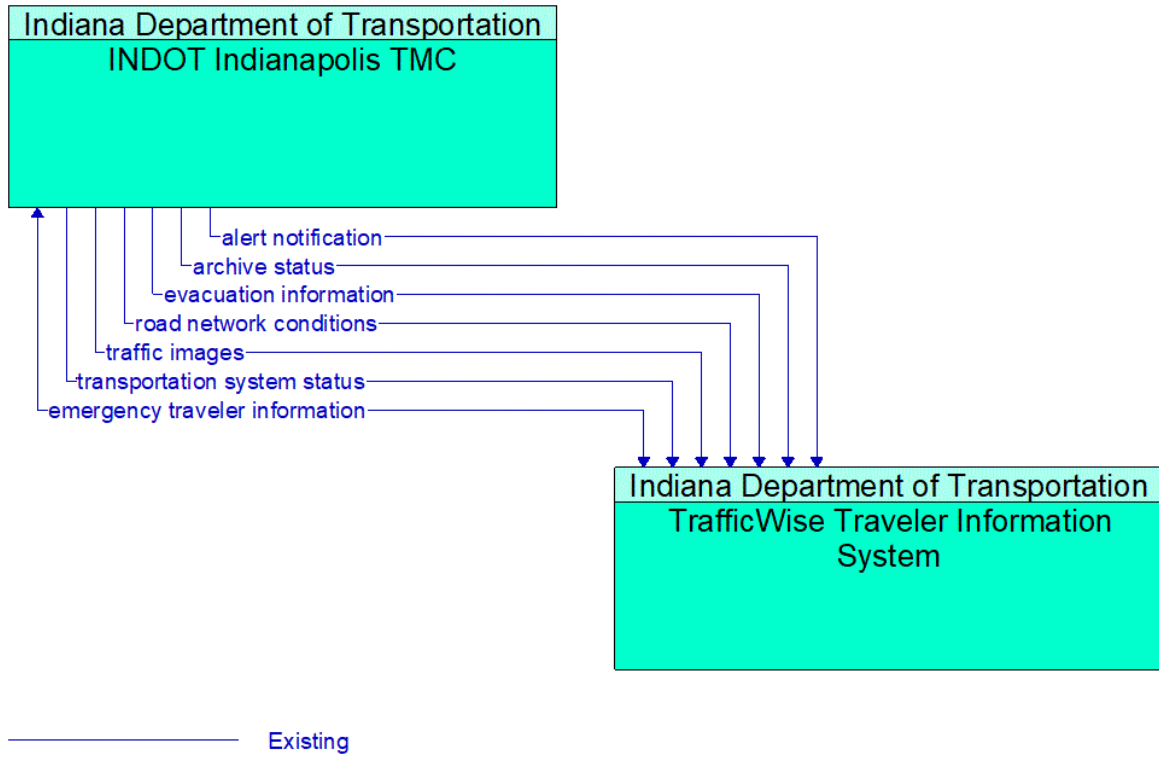 Indiana Department of Transportation
INDOT Indianapolis TMC
alert notification
archive status
evacuation information
road network conditions
traffic images
transportation system status
emergency traveler information
Indiana Department of Transportation
TrafficWise Traveler Information
System
Existing